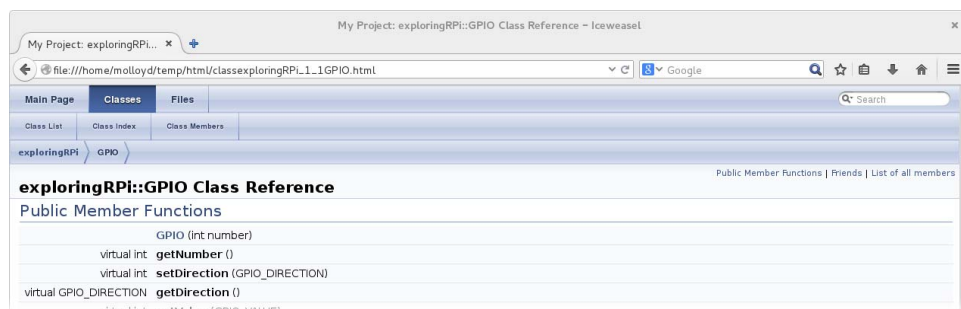 My Project: exploringRPi::GPIO Class Reference - Iceweasel
My Project: exploringRPi...
file:///home/molloyd/temp/html/classexploringRPi_1_1GPIO.html
Google
Main Page Classes Files
Search
Class List Class Index Class Members
exploringRPi GPIO
Public Member Functions | Friends | List of all members
exploringRPi::GPIO Class Reference
Public Member Functions
GPIO (int number)
virtual int getNumber ()
virtual int setDirection (GPIO_DIRECTION)
virtual GPIO_DIRECTION getDirection ()